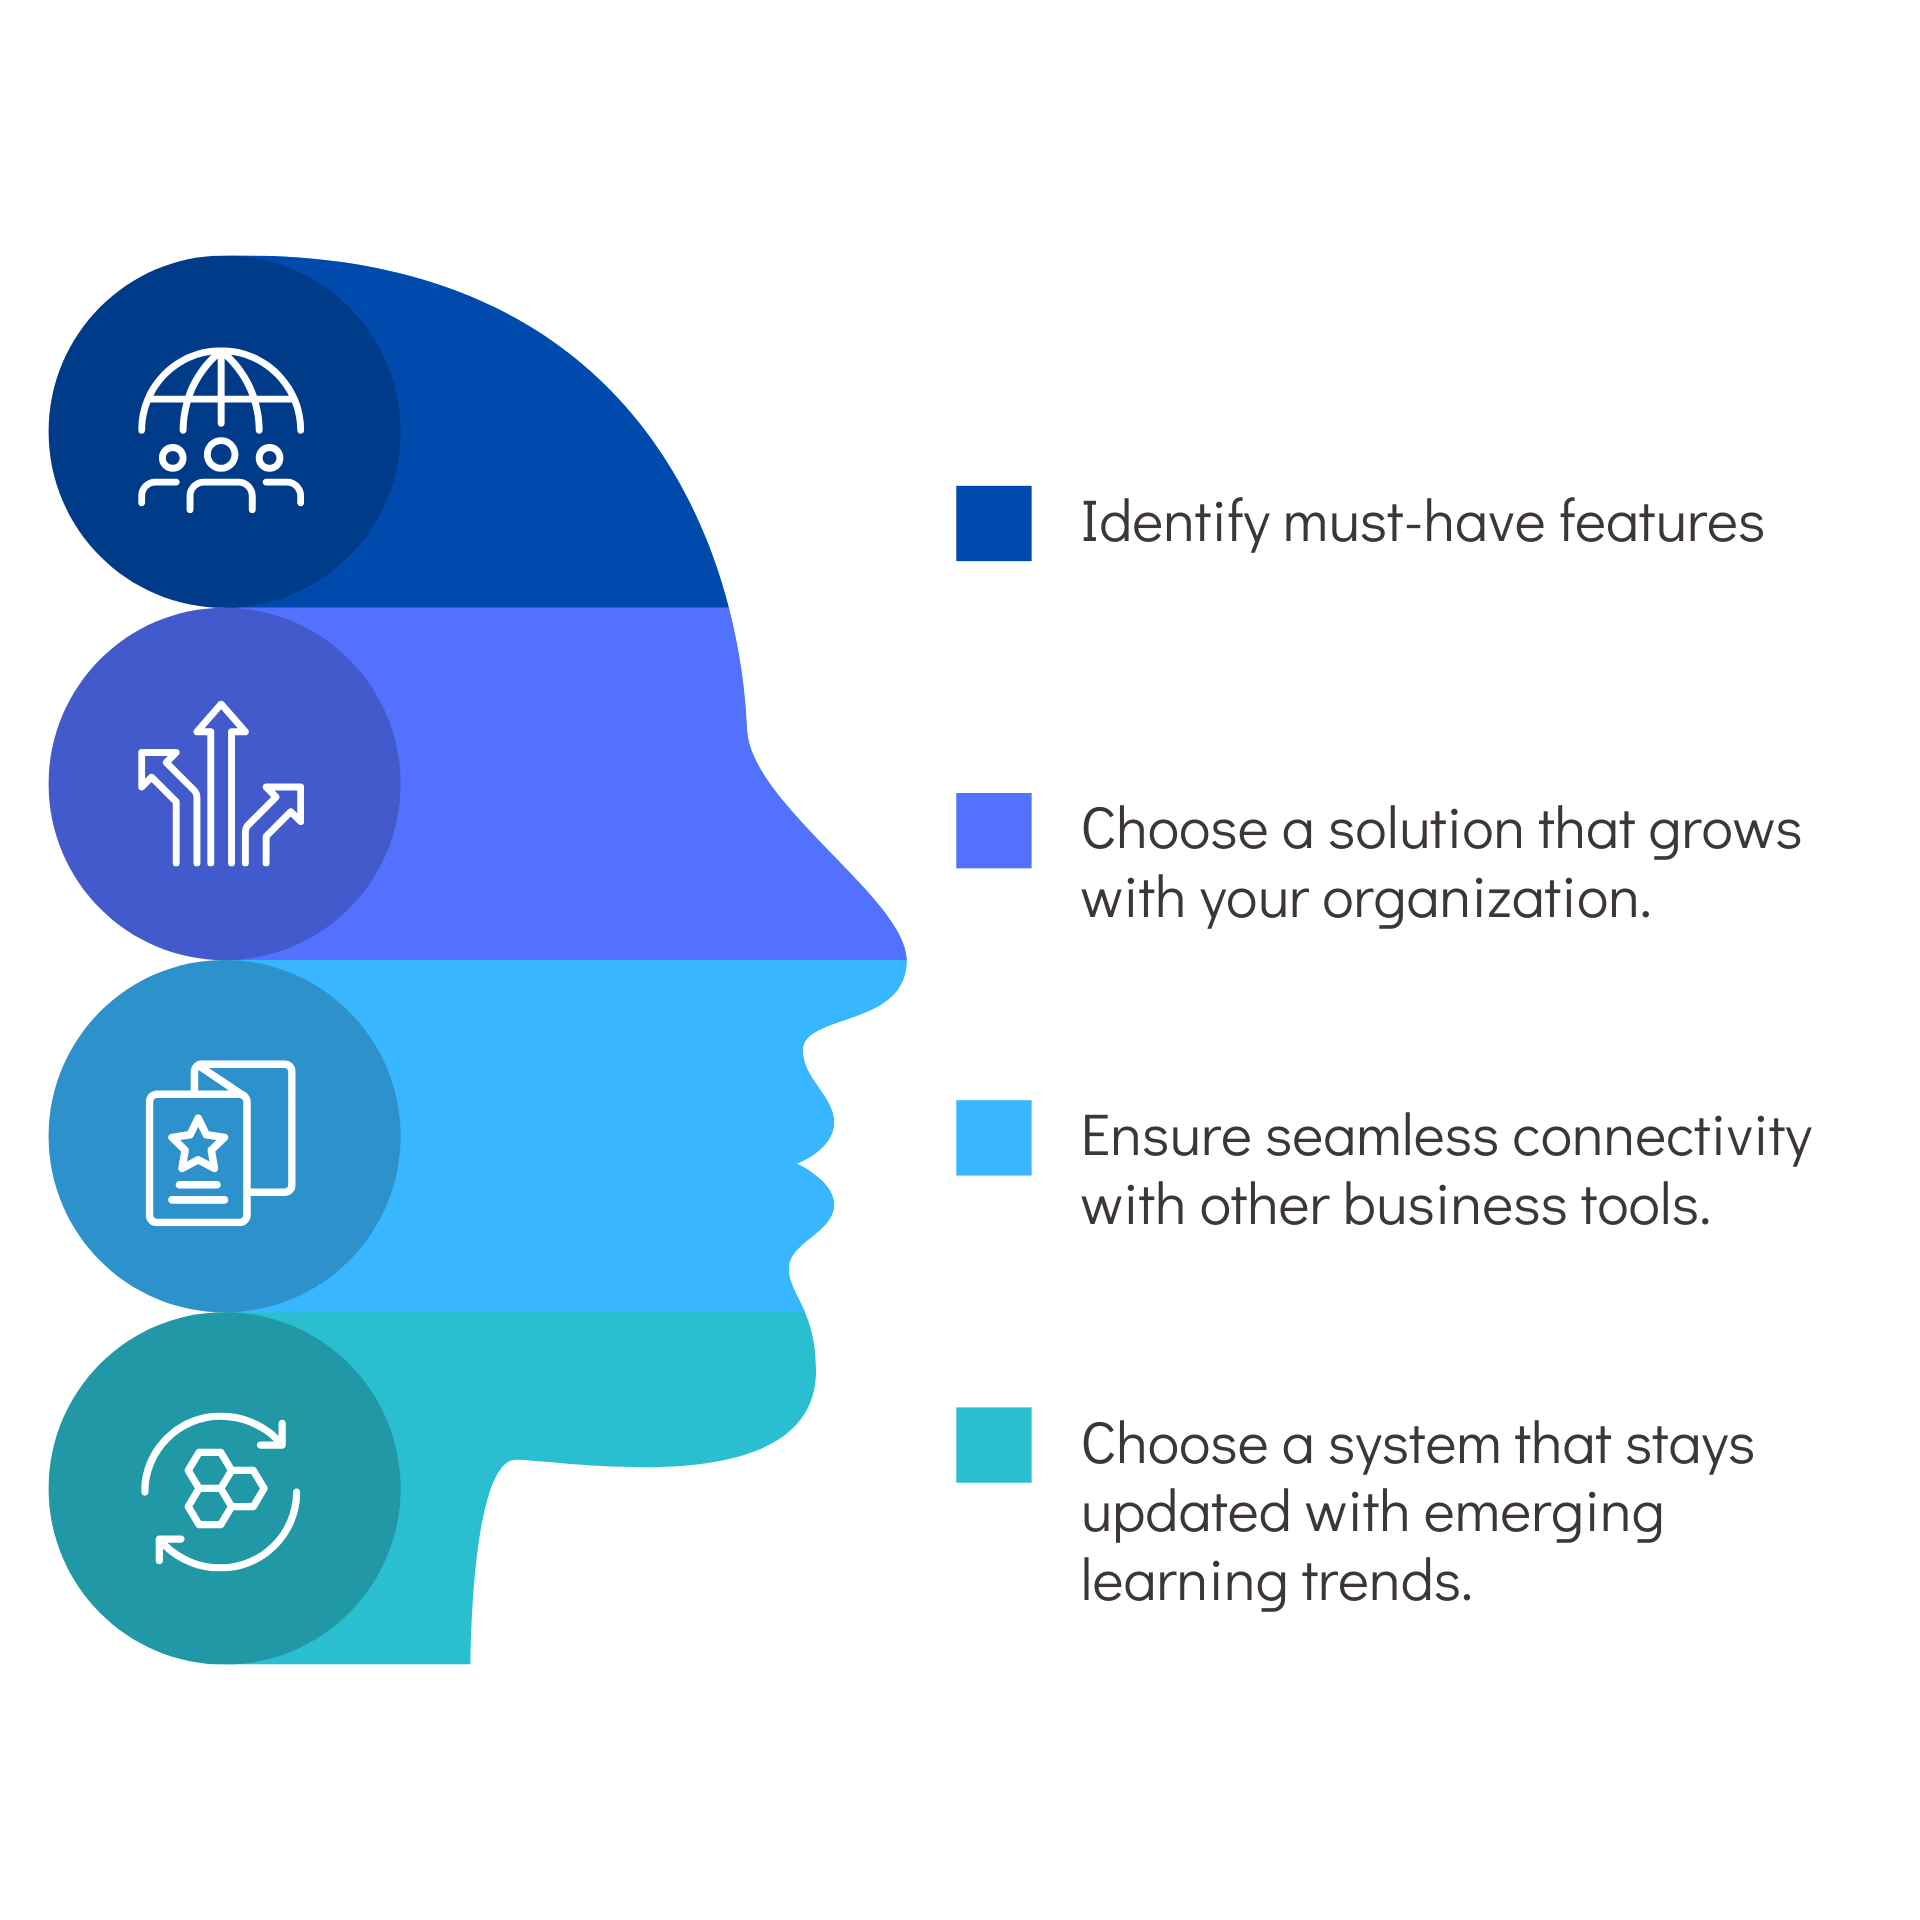 Identify must-have features
Choose a solution that grows
with your organization.
Ensure seamless connectivity
with other business tools.
Choose a system that stays
updated with emerging
learning trends.